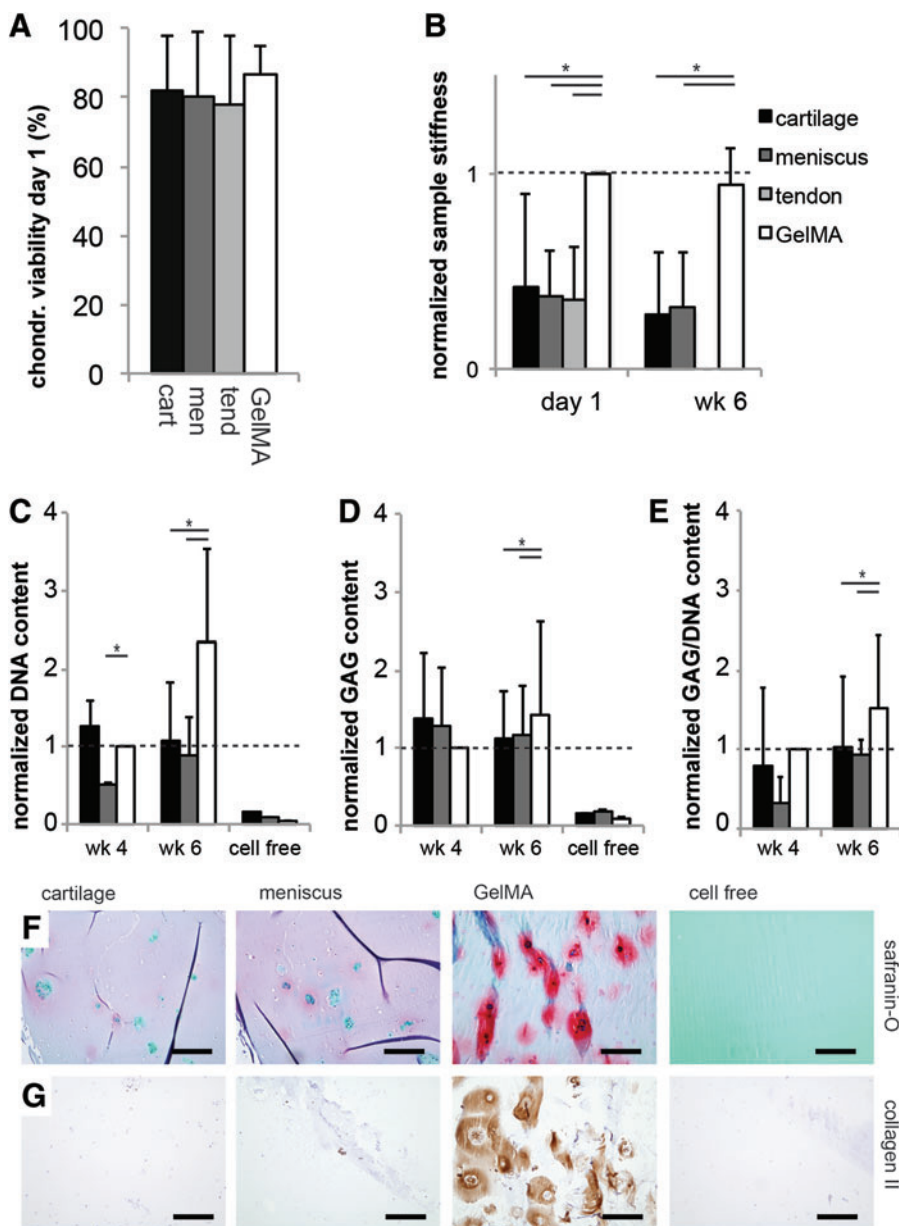 A
chondr. viability day 1 (%)
100
80
60
40
20
0
cart
men
tend
GelMA
B
normalized sample stiffness
1
0
*
*
day 1
wk 6
cartilage
meniscus
tendon
GelMA
C
normalized DNA content
4
3
2
1
0
*
*
wk 4
wk 6
cell free
D
normalized GAG content
4
3
2
1
0
*
wk 4
wk 6
cell free
E
normalized GAG/DNA content
4
3
2
1
0
*
wk 4
wk 6
cartilage
meniscus
GelMA
cell free
F
safranin-O
G
collagen II